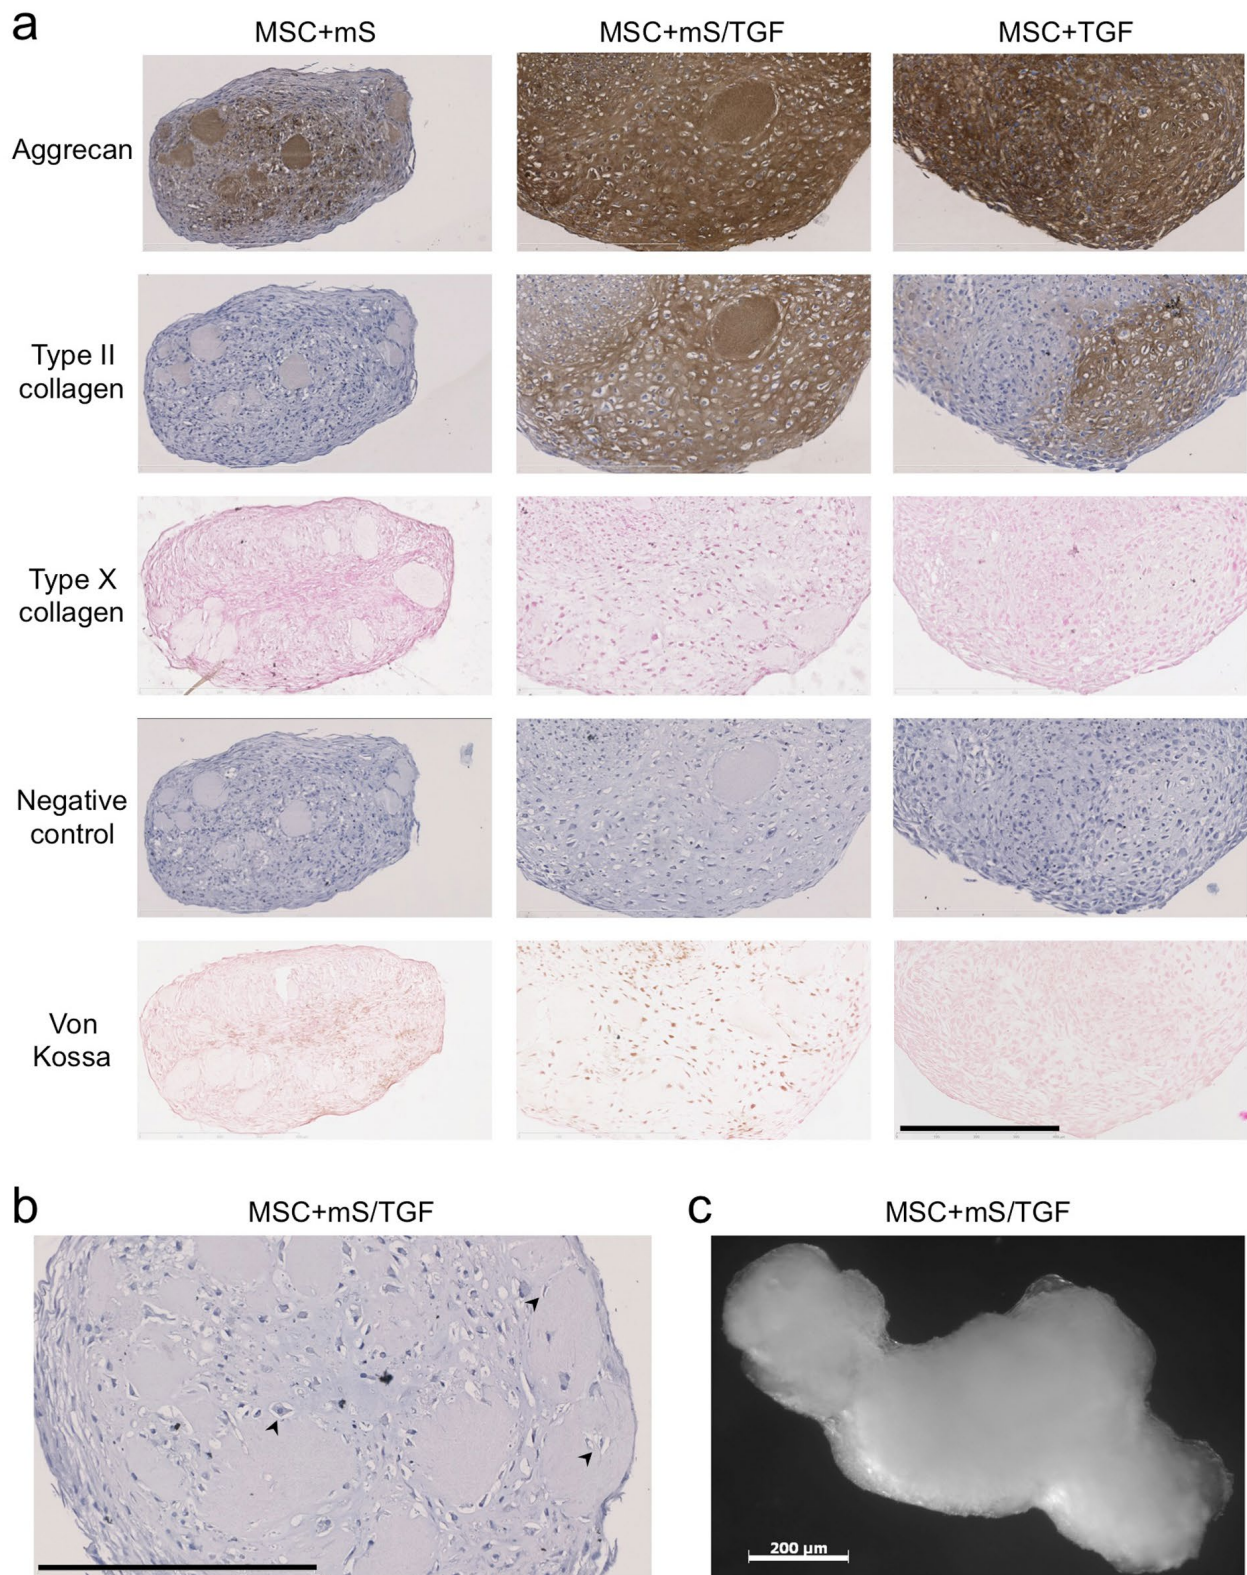 a
MSC+mS
MSC+mS/TGF
MSC+TGF
Aggrecan
Type II
collagen
Type X
collagen
Negative
control
Von
Kossa
b
MSC+mS/TGF
c
MSC+mS/TGF
200 µm